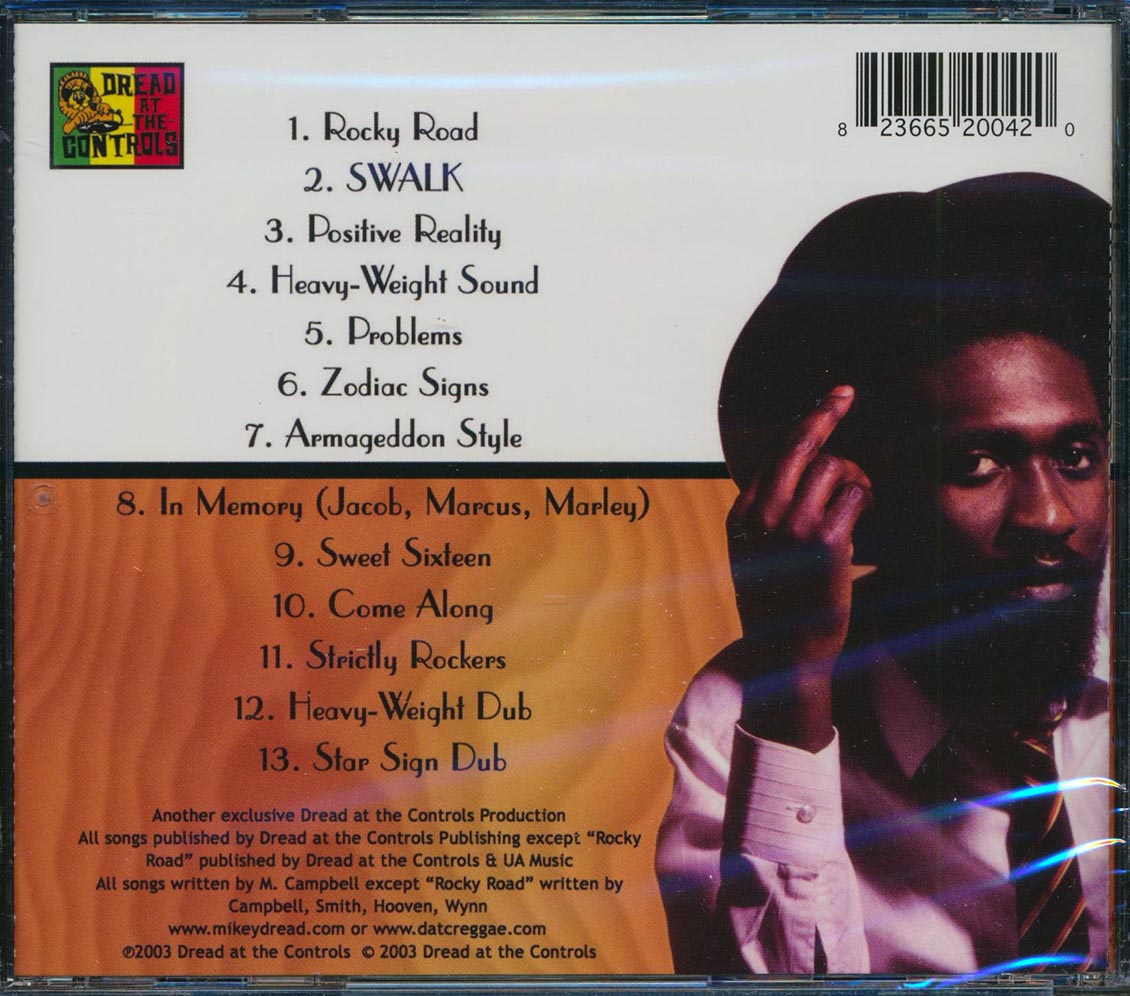 DREAD
AT
THE
CONTROLS
8 23665 20042 0
1. Rocky Road
2. SWALK
3. Positive Reality
4. Heavy-Weight Sound
5. Problems
6. Zodiac Signs
7. Armageddon Style
8. In Memory (Jacob, Marcus, Marley)
9. Sweet Sixteen
10. Come Along
11. Strictly Rockers
12. Heavy-Weight Dub
13. Star Sign Dub
Another exclusive Dread at the Controls Production
All songs published by Dread at the Controls Publishing except “Rocky
Road” published by Dread at the Controls & UA Music
All songs written by M. Campbell except “Rocky Road” written by
Campbell, Smith, Hooven, Wynn
www.mikeydread.com or www.datcreggae.com
℗2003 Dread at the Controls © 2003 Dread at the Controls